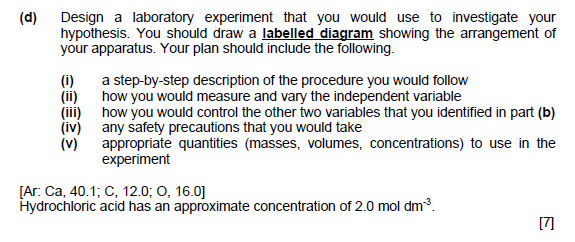 (d) Design a laboratory experiment that you would use to investigate your
hypothesis. You should draw a labelled diagram showing the arrangement of
your apparatus. Your plan should include the following.
(i) a step-by-step description of the procedure you would follow
(ii) how you would measure and vary the independent variable
(iii) how you would control the other two variables that you identified in part (b)
(iv) any safety precautions that you would take
(v) appropriate quantities (masses, volumes, concentrations) to use in the
experiment
[Ar: Ca, 40.1; C, 12.0; O, 16.0]
Hydrochloric acid has an approximate concentration of 2.0 mol dm⁻³.
[7]